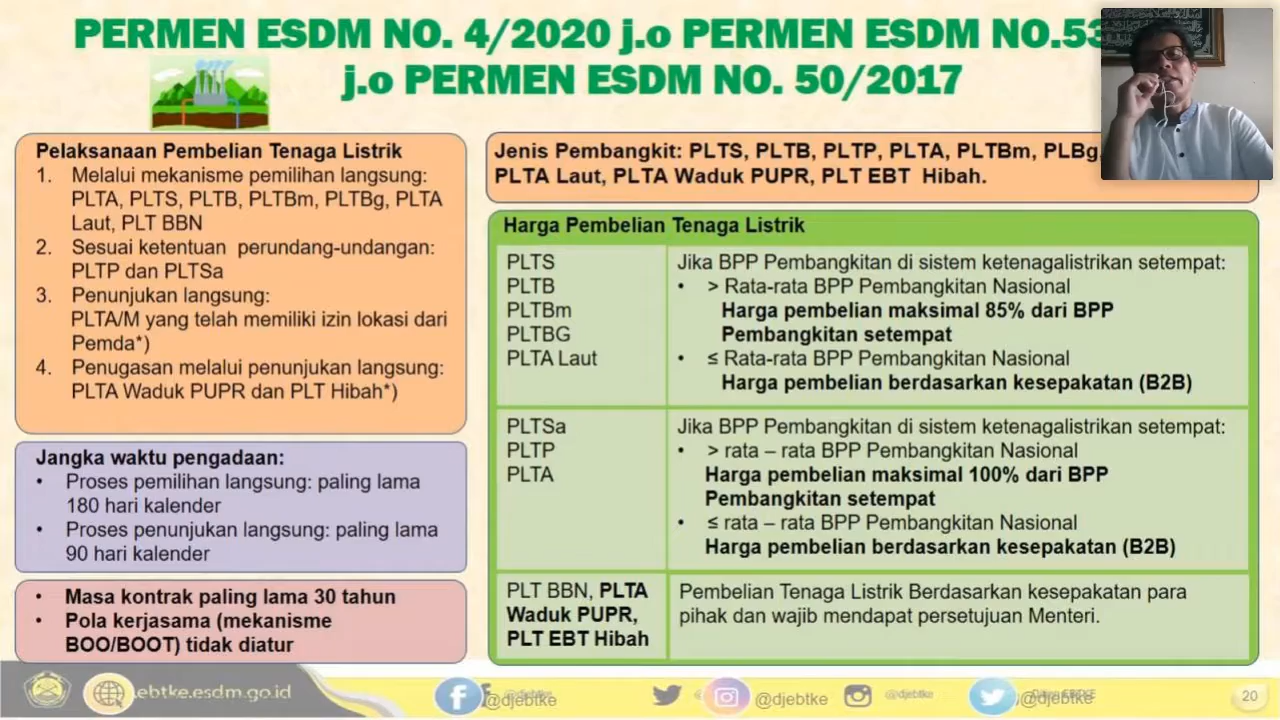 PERMEN ESDM NO. 4/2020 j.o PERMEN ESDM NO.53
j.o PERMEN ESDM NO. 50/2017
Pelaksanaan Pembelian Tenaga Listrik
1. Melalui mekanisme pemilihan langsung:
PLTA, PLTS, PLTB, PLTBm, PLTBg, PLTA
Laut, PLT BBN
2. Sesuai ketentuan perundang-undangan:
PLTP dan PLTSa
3. Penunjukan langsung:
PLTA/M yang telah memiliki izin lokasi dari
Pemda*)
4. Penugasan melalui penunjukan langsung:
PLTA Waduk PUPR dan PLT Hibah*)
Jangka waktu pengadaan:
• Proses pemilihan langsung: paling lama
180 hari kalender
• Proses penunjukan langsung: paling lama
90 hari kalender
• Masa kontrak paling lama 30 tahun
• Pola kerjasama (mekanisme
BOO/BOOT) tidak diatur
Jenis Pembangkit: PLTS, PLTB, PLTP, PLTA, PLTBm, PLBg,
PLTA Laut, PLTA Waduk PUPR, PLT EBT Hibah.
Harga Pembelian Tenaga Listrik
PLTS
PLTB
PLTBm
PLTBG
PLTA Laut
Jika BPP Pembangkitan di sistem ketenagalistrikan setempat:
• > Rata-rata BPP Pembangkitan Nasional
Harga pembelian maksimal 85% dari BPP
Pembangkitan setempat
• ≤ Rata-rata BPP Pembangkitan Nasional
Harga pembelian berdasarkan kesepakatan (B2B)
PLTSa
PLTP
PLTA
Jika BPP Pembangkitan di sistem ketenagalistrikan setempat:
• > rata – rata BPP Pembangkitan Nasional
Harga pembelian maksimal 100% dari BPP
Pembangkitan setempat
• ≤ rata – rata BPP Pembangkitan Nasional
Harga pembelian berdasarkan kesepakatan (B2B)
PLT BBN, PLTA
Waduk PUPR,
PLT EBT Hibah
Pembelian Tenaga Listrik Berdasarkan kesepakatan para
pihak dan wajib mendapat persetujuan Menteri.
ebtke.esdm.go.id
@djebtke
@djebtke
@djebtke
@djebtke
20